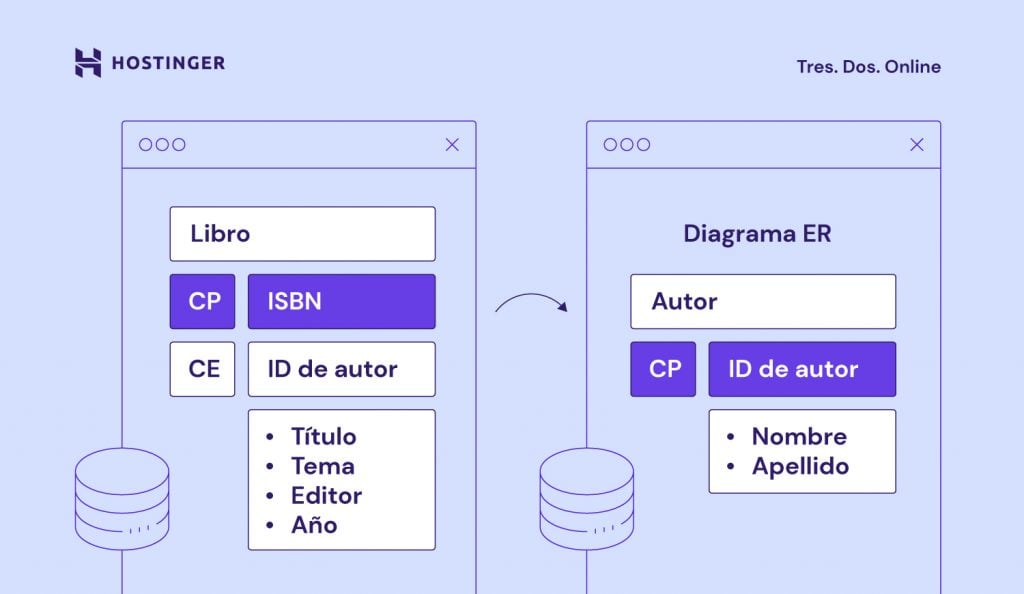 HOSTINGER
Tres. Dos. Online
Libro
CP
ISBN
CE
ID de autor
• Título
• Tema
• Editor
• Año
Diagrama ER
Autor
CP
ID de autor
• Nombre
• Apellido